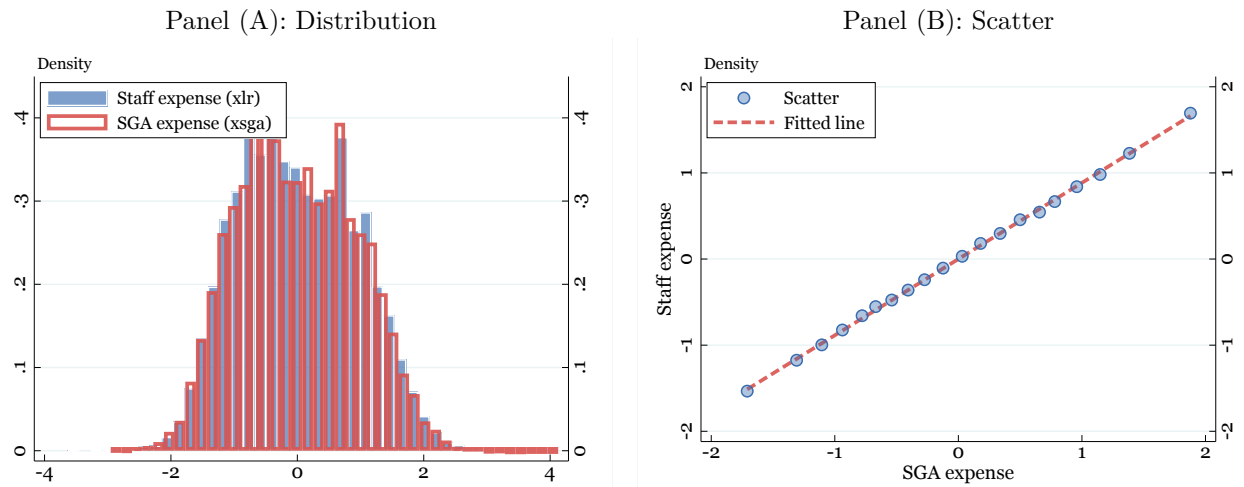 Panel (A): Distribution
Density
Staff expense (xlr)
SGA expense (xsga)
0 .1 .2 .3 .4
0 .1 .2 .3 .4
-4 -2 0 2 4
Panel (B): Scatter
Density
Scatter
Fitted line
Staff expense
-2 -1 0 1 2
-2 -1 0 1 2
-2 -1 0 1 2
SGA expense